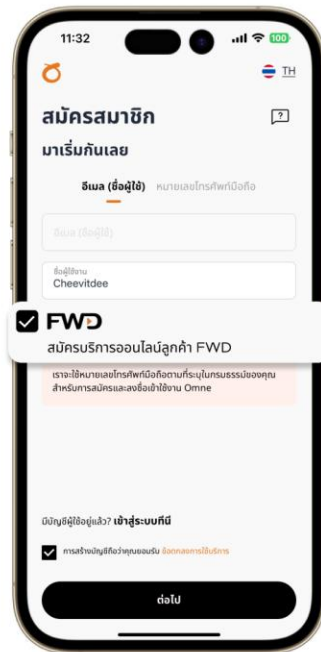 11:32
100
TH
สมัครสมาชิก
?
มาเริ่มกันเลย
อีเมล (ชื่อผู้ใช้) หมายเลขโทรศัพท์มือถือ
อีเมล (ชื่อผู้ใช้)
ชื่อผู้ใช้งาน
Cheevitdee
FWD
สมัครบริการออนไลน์ลูกค้า FWD
เราจะใช้หมายเลขโทรศัพท์มือถือตามที่ระบุในกรมธรรม์ของคุณ
สำหรับการสมัครและลงชื่อเข้าใช้งาน Omne
มีบัญชีผู้ใช้อยู่แล้ว? เข้าสู่ระบบที่นี่
การสร้างบัญชีถือว่าคุณยอมรับ ข้อตกลงการใช้บริการ
ต่อไป